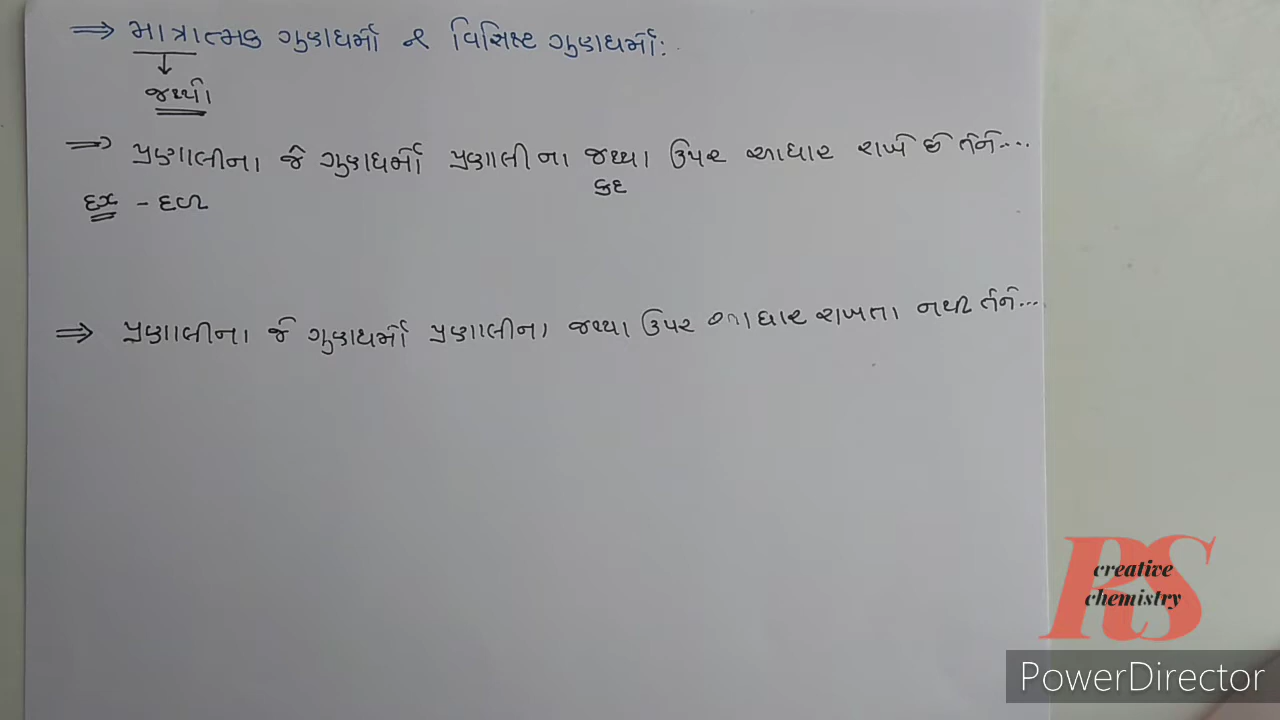 ⇒ માત્રાત્મક ગુણધર્મો ને વિશિષ્ટ ગુણધર્મો:
↓
જથ્થો
⇒ પ્રણાલીના જે ગુણધર્મો પ્રણાલીના જથ્થા ઉપર આધાર રાખે છે તેને....
કદ
- દળ
⇒ પ્રણાલીના જે ગુણધર્મો પ્રણાલીના જથ્થા ઉપર આધાર રાખતા નથી તેને...
RS
creative
chemistry
PowerDirector